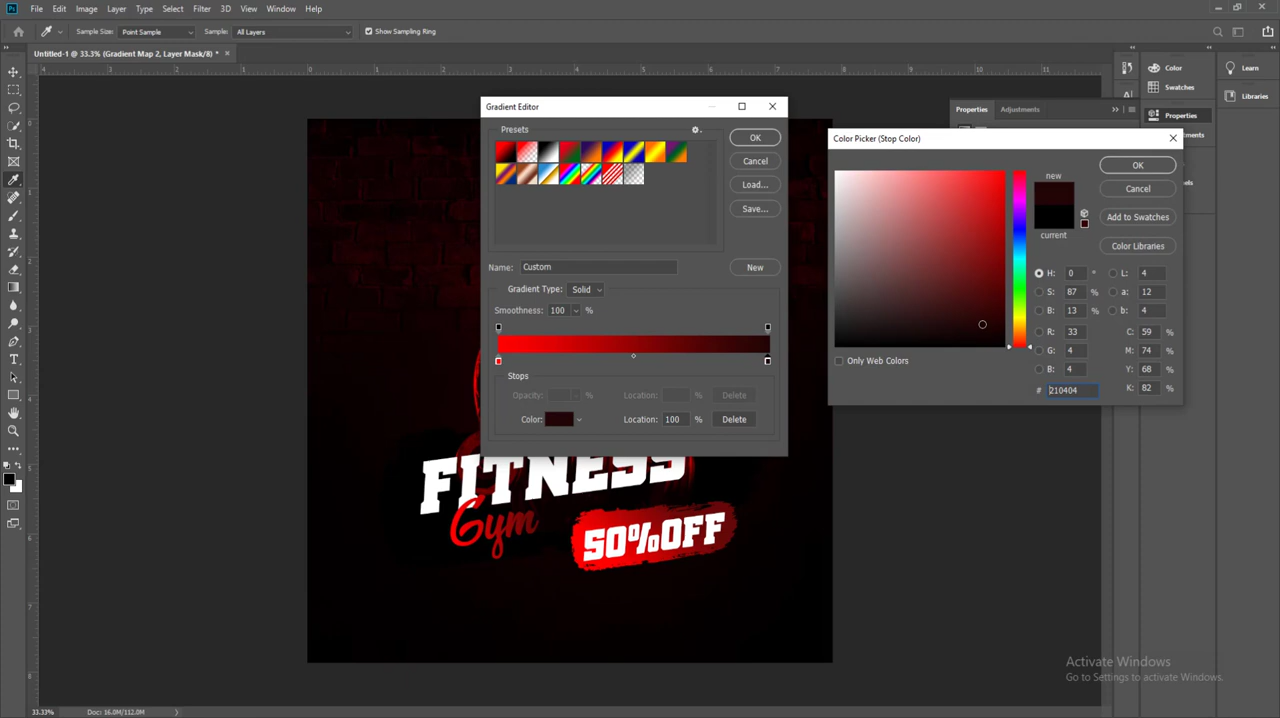 Ps File Edit Image Layer Type Select Filter 3D View Window Help
Sample Size: Point Sample Sample: All Layers Show Sampling Ring
Untitled-1 @ 33.3% (Gradient Map 2, Layer Mask/8) *
Color
Learn
Swatches
Libraries
Properties Adjustments
Properties
Gradient Editor
Presets
OK
Cancel
Load...
Save...
Name: Custom
New
Gradient Type: Solid
Smoothness: 100 %
Stops
Opacity: % Location: % Delete
Color: Location: 100 % Delete
Color Picker (Stop Color)
new
current
OK
Cancel
Add to Swatches
Color Libraries
H: 0 ° L: 4
S: 87 % a: 12
B: 13 % b: 4
R: 33 C: 59 %
G: 4 M: 74 %
B: 4 Y: 68 %
# 210404 K: 82 %
Only Web Colors
FITNESS
Gym
50%OFF
Activate Windows
Go to Settings to activate Windows.
33.33% Doc: 16.0M/112.0M